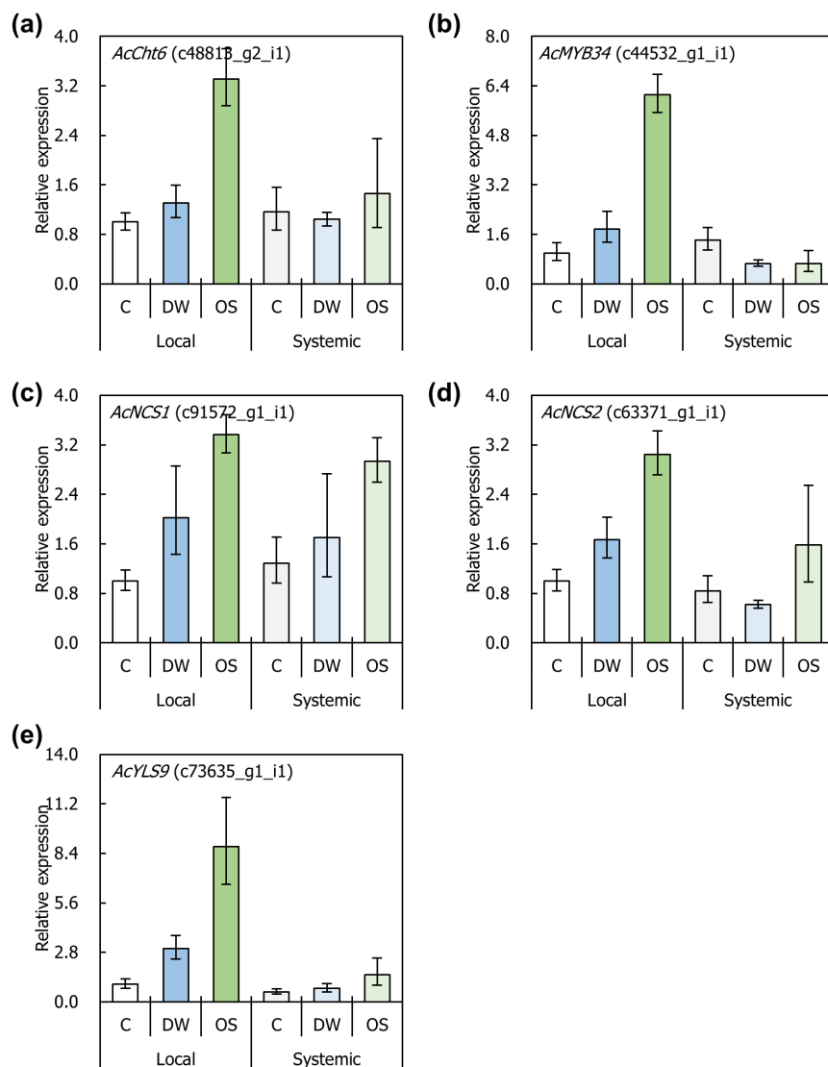 (a)
AcCht6 (c48813_g2_i1)
Relative expression
4.0
3.2
2.4
1.6
0.8
0.0
C DW OS C DW OS
Local Systemic
(b)
AcMYB34 (c44532_g1_i1)
Relative expression
8.0
6.4
4.8
3.2
1.6
0.0
C DW OS C DW OS
Local Systemic
(c)
AcNCS1 (c91572_g1_i1)
Relative expression
4.0
3.2
2.4
1.6
0.8
0.0
C DW OS C DW OS
Local Systemic
(d)
AcNCS2 (c63371_g1_i1)
Relative expression
4.0
3.2
2.4
1.6
0.8
0.0
C DW OS C DW OS
Local Systemic
(e)
AcYLS9 (c73635_g1_i1)
Relative expression
14.0
11.2
8.4
5.6
2.8
0.0
C DW OS C DW OS
Local Systemic